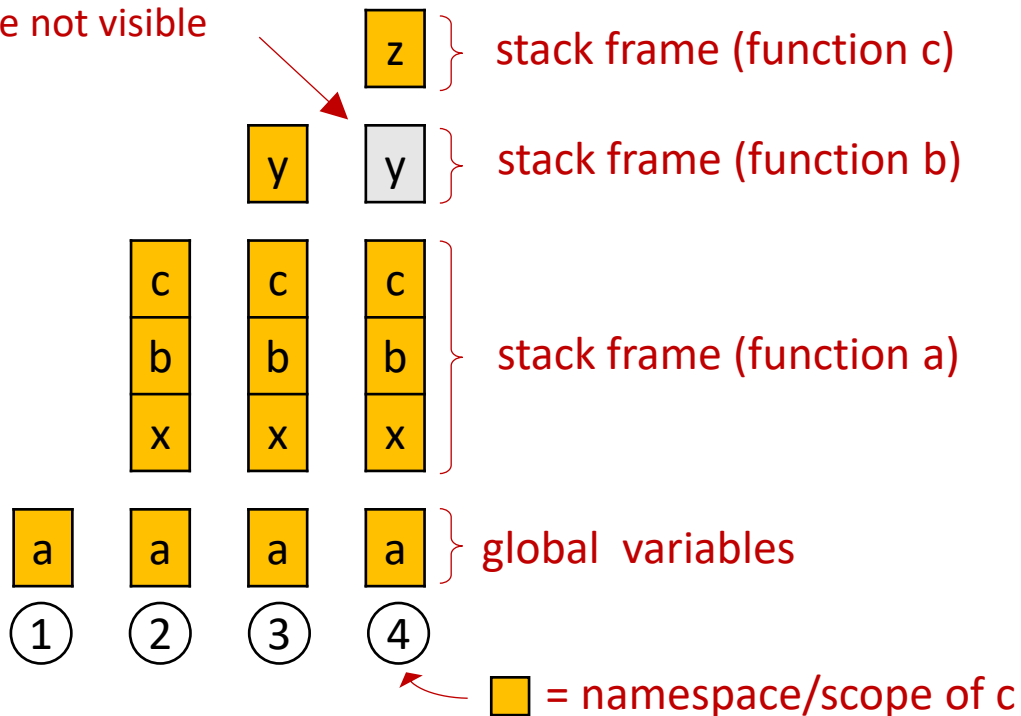 e not visible
z stack frame (function c)
y y stack frame (function b)
c c c
b b b stack frame (function a)
x x x
a a a a global variables
1 2 3 4
= namespace/scope of c